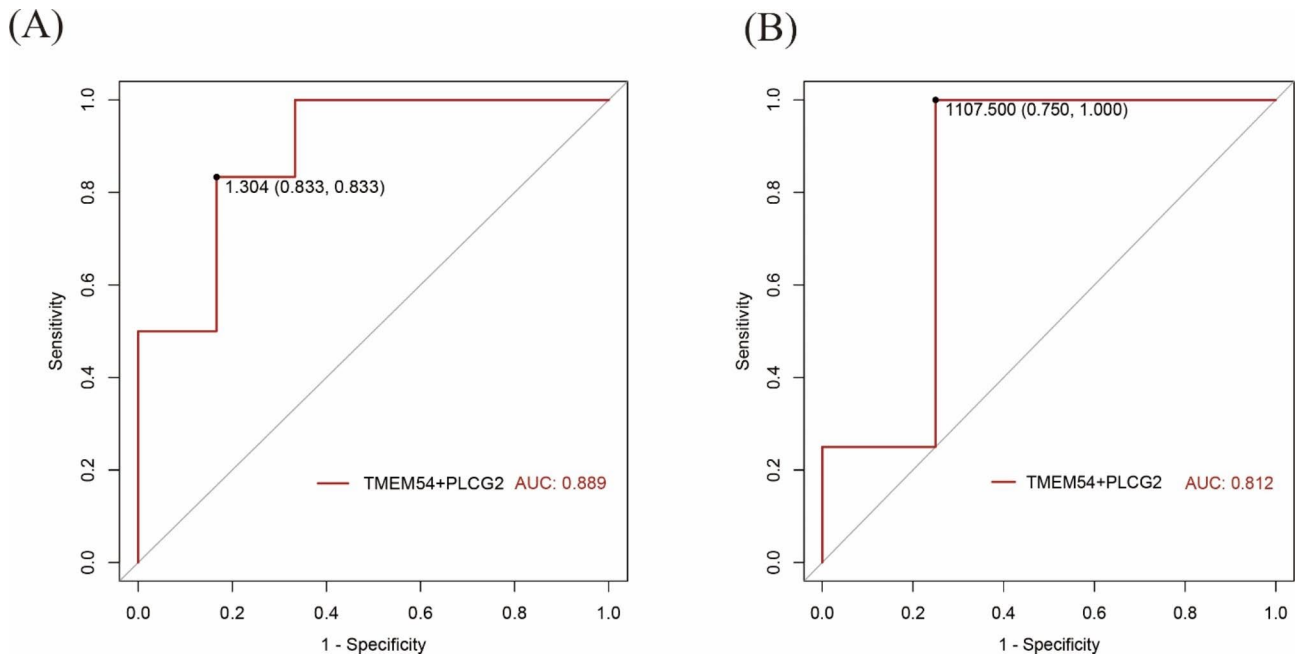 (A)
1.0
0.8
0.6
0.4
0.2
0.0
Sensitivity
1.304 (0.833, 0.833)
TMEM54+PLCG2 AUC: 0.889
0.0 0.2 0.4 0.6 0.8 1.0
1 - Specificity
(B)
1.0
0.8
0.6
0.4
0.2
0.0
Sensitivity
1107.500 (0.750, 1.000)
TMEM54+PLCG2 AUC: 0.812
0.0 0.2 0.4 0.6 0.8 1.0
1 - Specificity